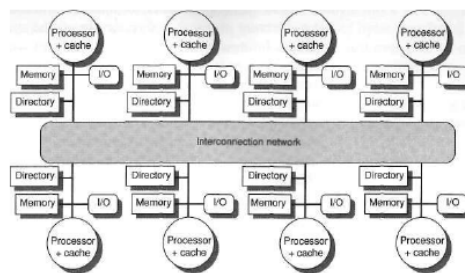 Processor + cache
Processor + cache
Processor + cache
Processor + cache
Memory I/O
Memory I/O
Memory I/O
Memory I/O
Directory
Directory
Directory
Directory
Interconnection network
Directory
Directory
Directory
Directory
Memory I/O
Memory I/O
Memory I/O
Memory I/O
Processor + cache
Processor + cache
Processor + cache
Processor + cache